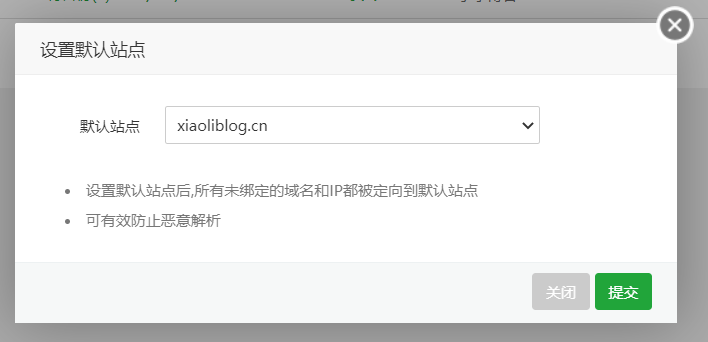 设置默认站点
默认站点
xiaoliblog.cn
设置默认站点后,所有未绑定的域名和IP都被定向到默认站点
可有效防止恶意解析
关闭
提交